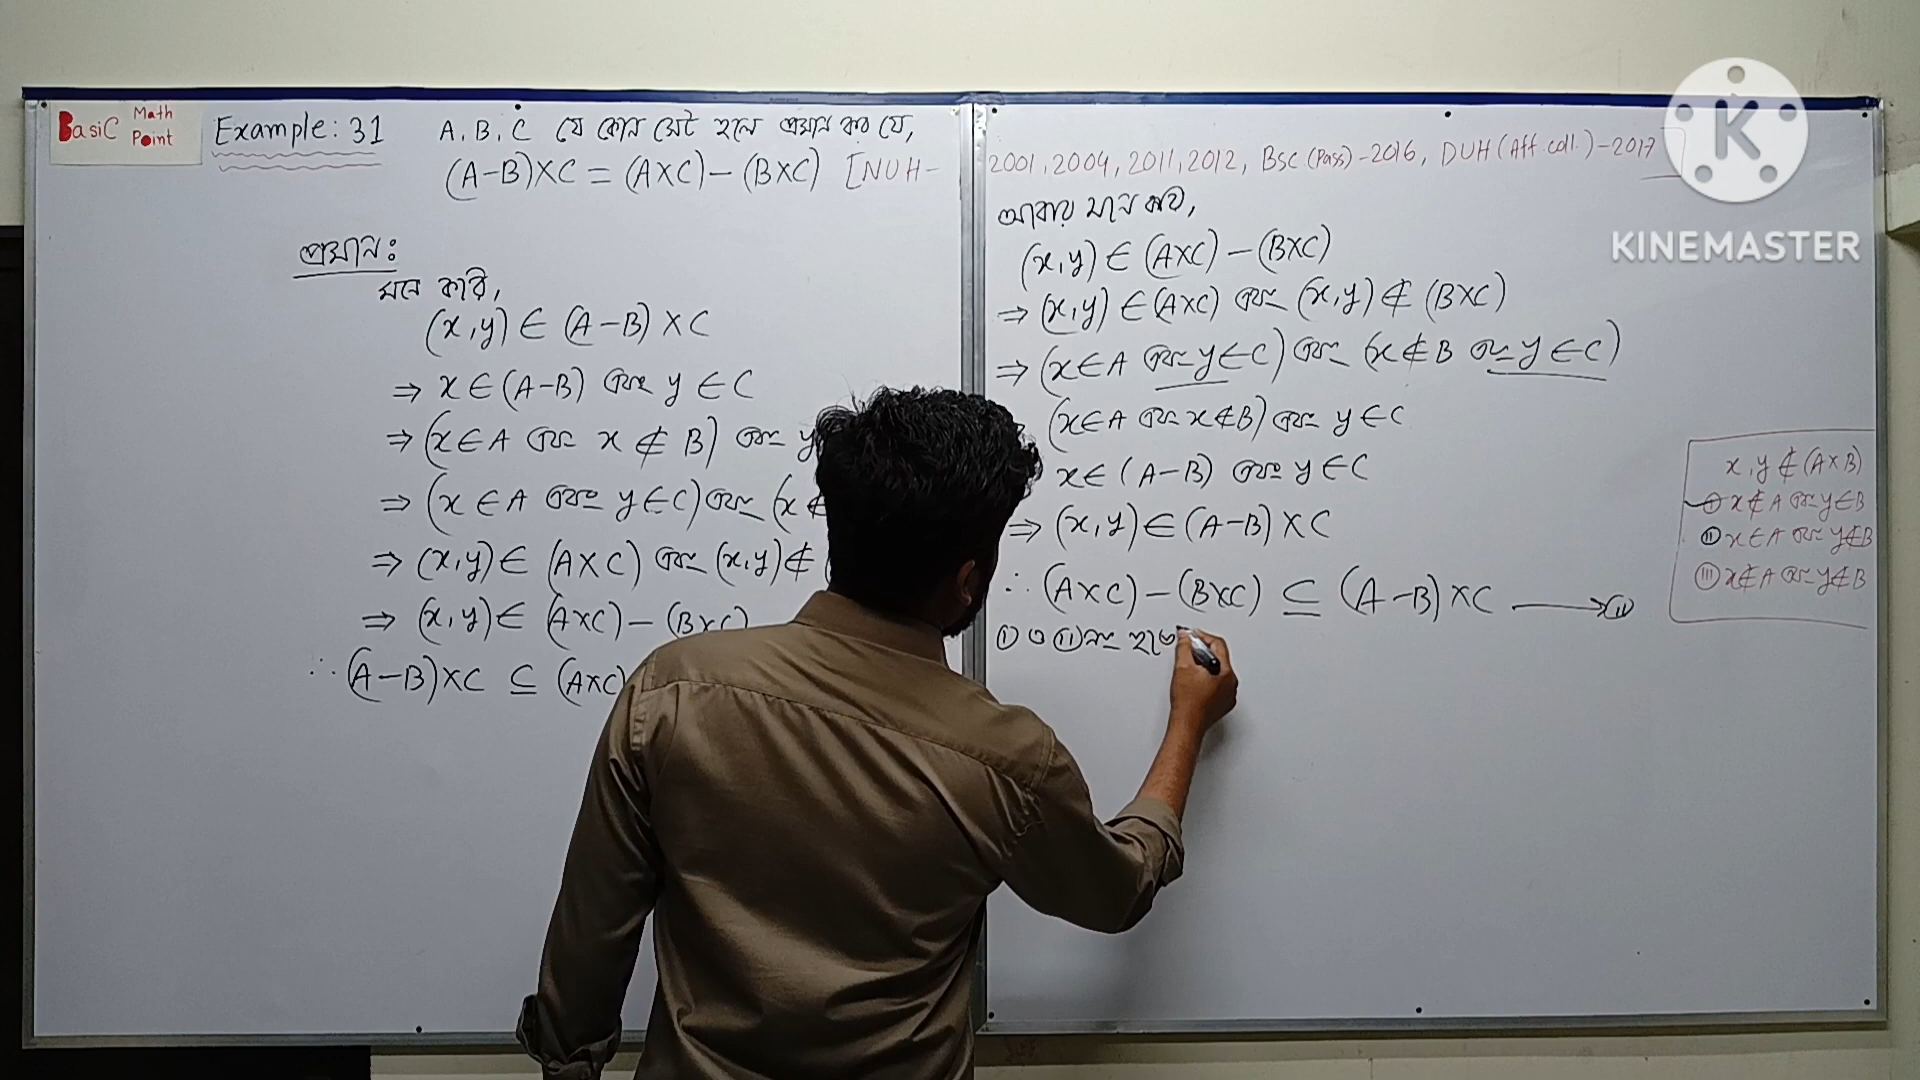 Basic Math Point
Example: 31 A, B, C যে কোন সেট হলে প্রমান কর যে,
(A-B)×C = (A×C)-(B×C) [NUH-
2001, 2004, 2011, 2012, BSC (Pass)-2016, DUH (Aff. coll.)-2017]
প্রমান:
মনে করি,
(x,y) ∈ (A-B)×C
⇒ x∈(A-B) এবং y∈C
⇒ (x∈A এবং x∉B) এবং y
⇒ (x∈A এবং y∈C) এবং (x∉
⇒ (x,y)∈ (A×C) এবং (x,y)∉
⇒ (x,y)∈ (A×C)-(B×C)
∴ (A-B)×C ⊆ (A×C)
আবার মনে করি,
(x,y)∈(A×C)-(B×C)
⇒ (x,y)∈(A×C) এবং (x,y)∉(B×C)
⇒ (x∈A এবং y∈C) এবং (x∉B এবং y∈C)
(x∈A এবং x∉B) এবং y∈C
x∈(A-B) এবং y∈C
⇒ (x,y)∈(A-B)×C
∴ (A×C)-(B×C) ⊆ (A-B)×C ⟶(ii)
(i) ও (ii) নং হতে
x,y∉(A×B)
(i) x∉A এবং y∈B
(ii) x∈A এবং y∉B
(iii) x∉A এবং y∉B
KINEMASTER